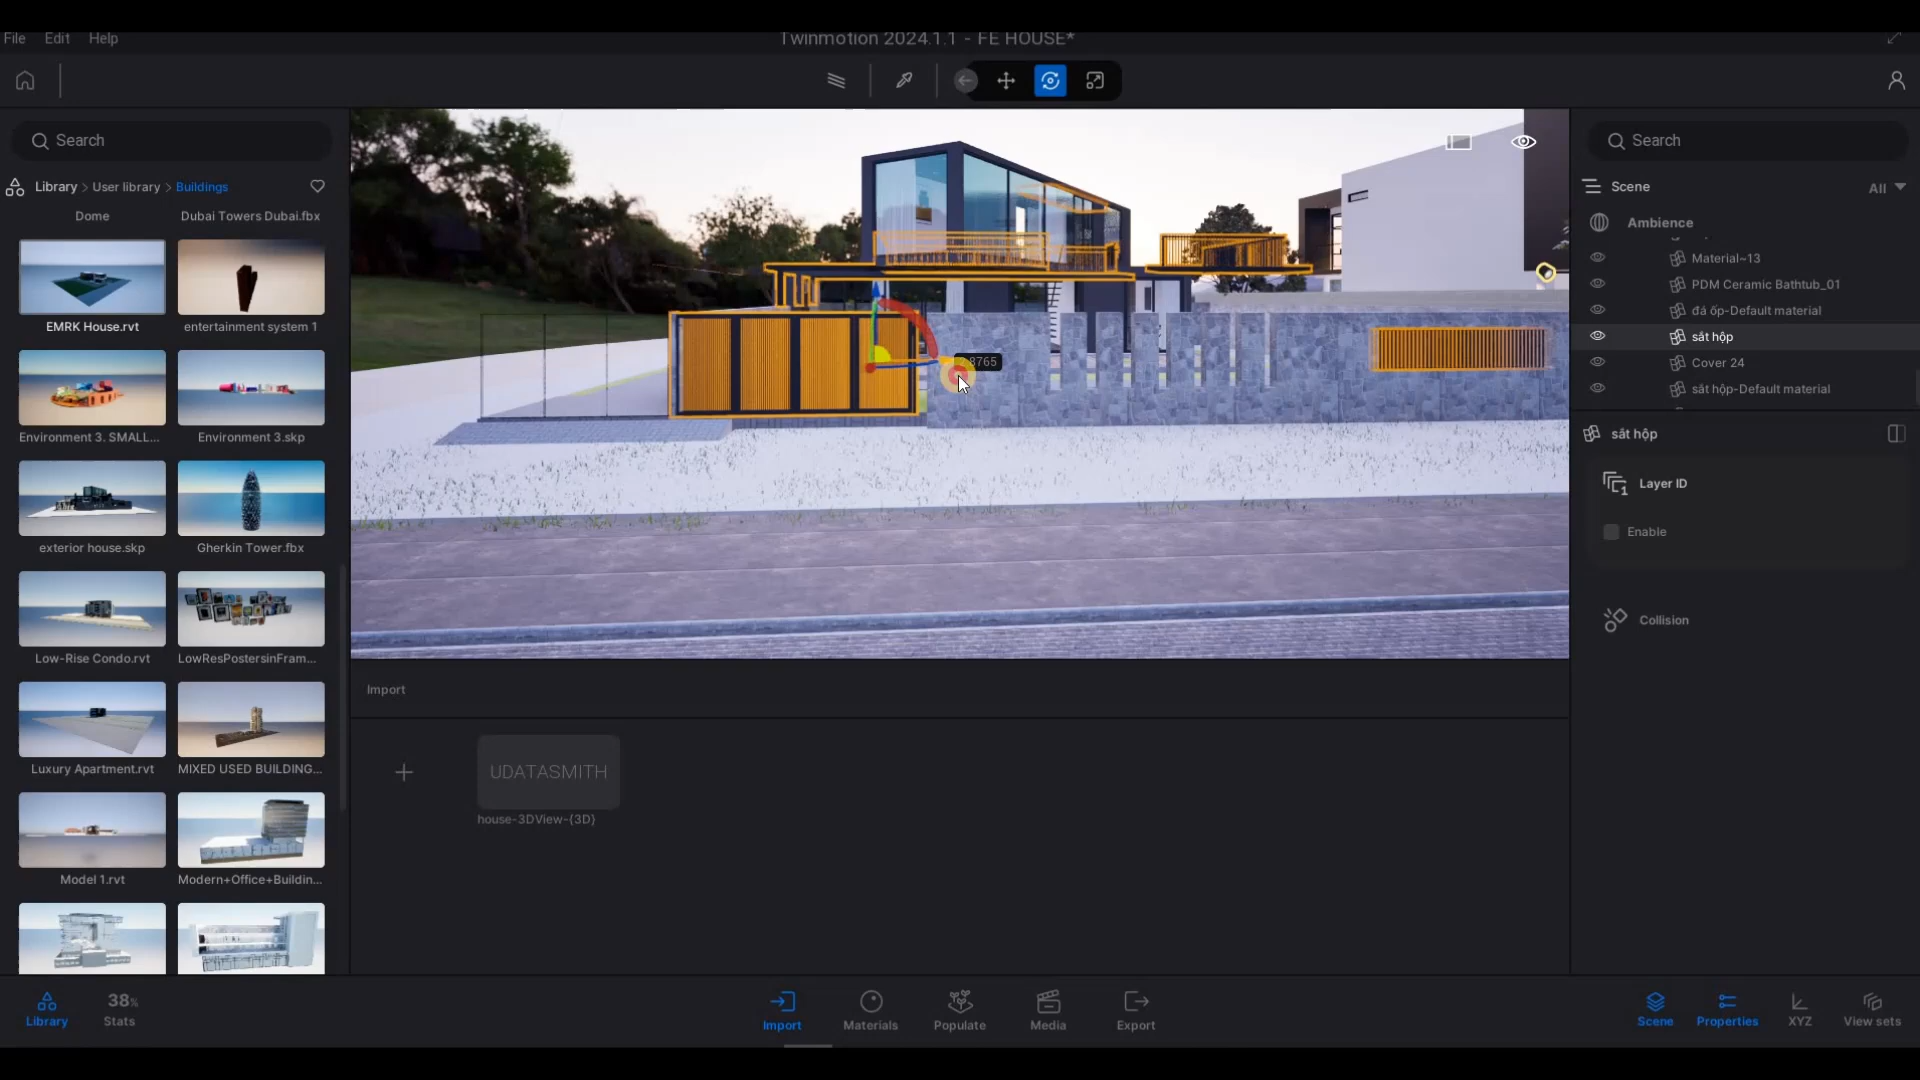 File Edit Help
Twinmotion 2024.1.1 - FE HOUSE*
Search
Library > User library > Buildings
Dome
Dubai Towers Dubai.fbx
EMRK House.rvt
entertainment system 1
Environment 3. SMALL...
Environment 3.skp
exterior house.skp
Gherkin Tower.fbx
Low-Rise Condo.rvt
LowResPostersinFram...
Luxury Apartment.rvt
MIXED USED BUILDING...
Model 1.rvt
Modern+Office+Buildin...
Library
38%
Stats
Import
UDATASMITH
house-3DView-{3D}
Import
Materials
Populate
Media
Export
Search
Scene
All
Ambience
Material~13
PDM Ceramic Bathtub_01
đá ốp-Default material
sắt hộp
Cover 24
sắt hộp-Default material
sắt hộp
Layer ID
Enable
Collision
Scene
Properties
XYZ
View sets